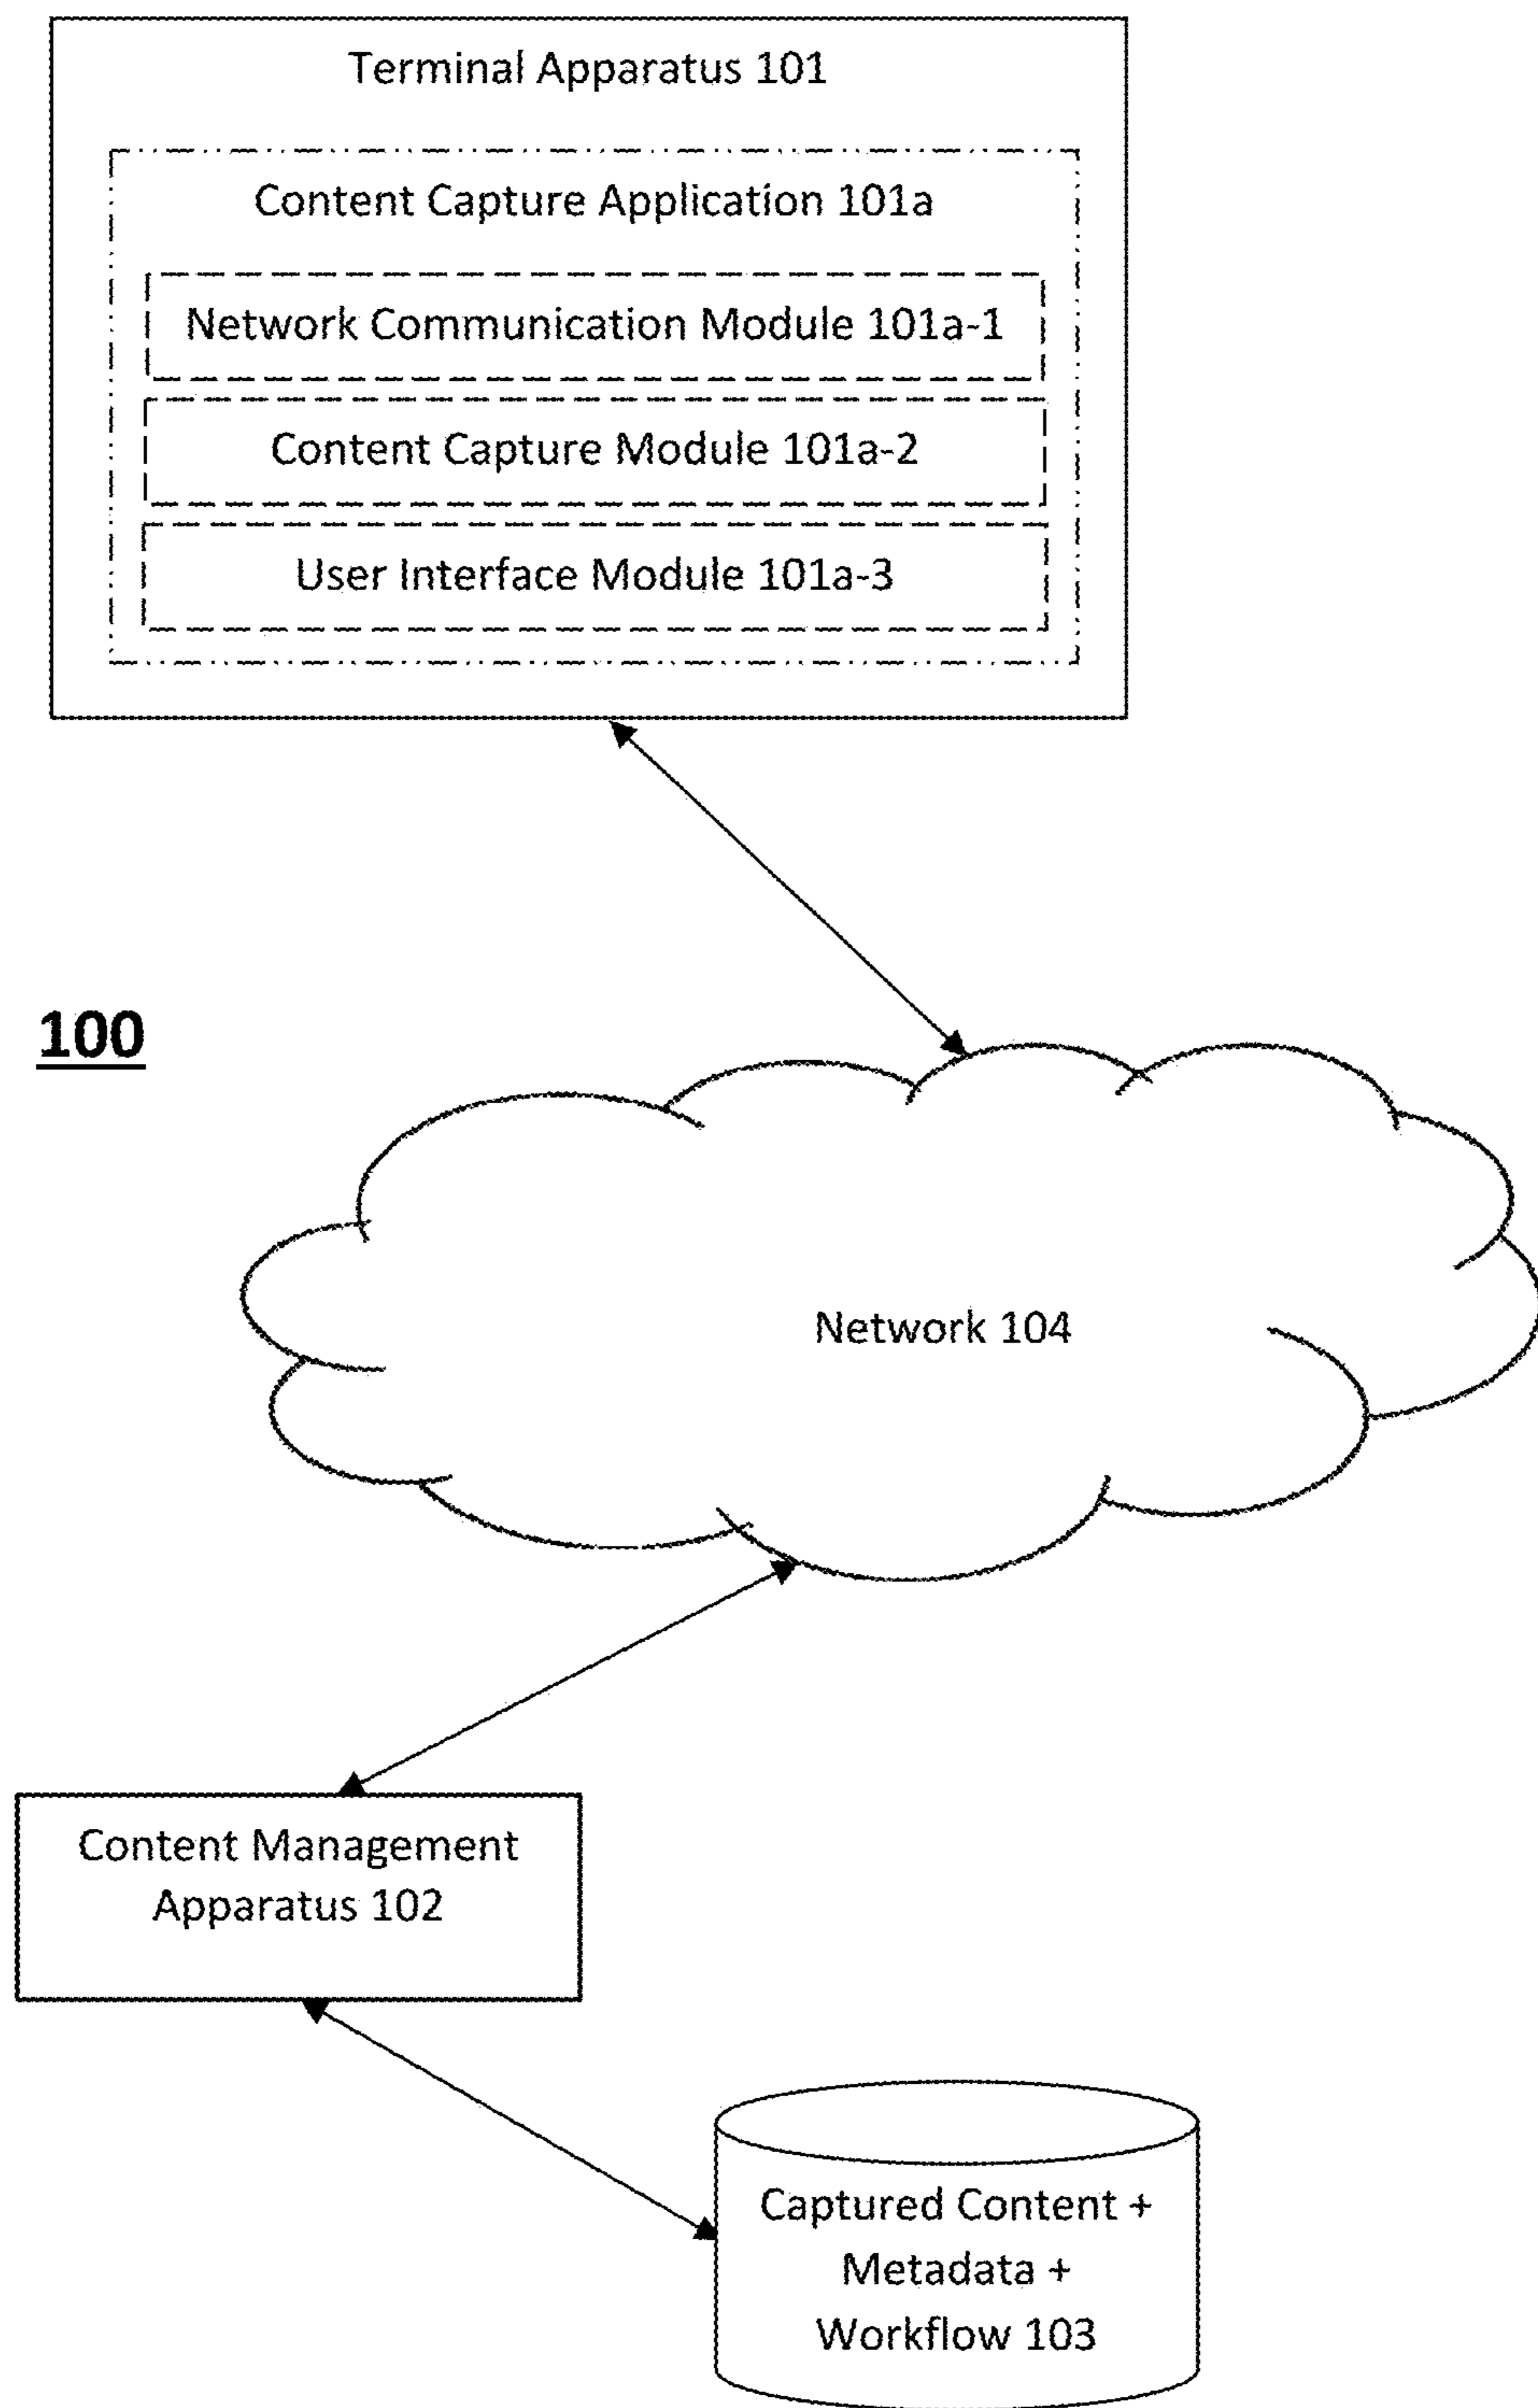 Terminal Apparatus 101
Content Capture Application 101a
Network Communication Module 101a-1
Content Capture Module 101a-2
User Interface Module 101a-3
100
Network 104
Content Management
Apparatus 102
Captured Content +
Metadata +
Workflow 103